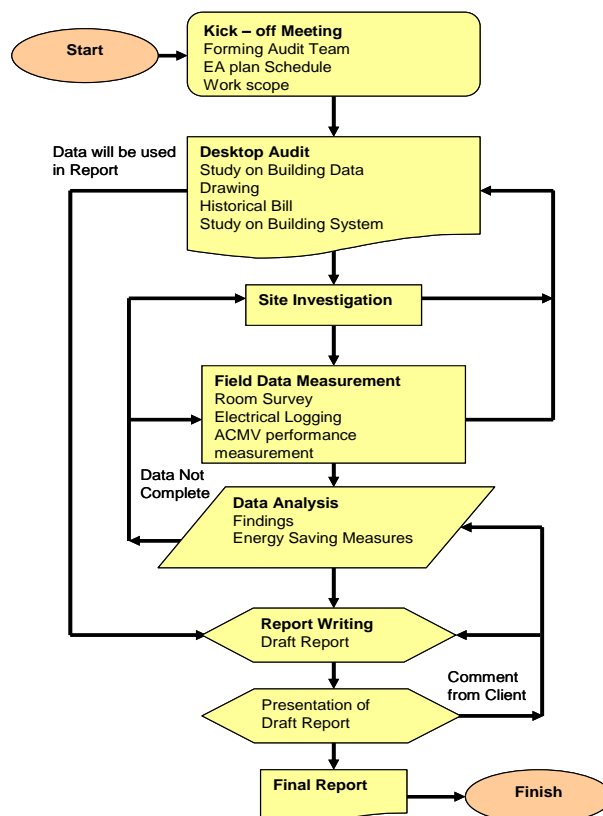 Start
Kick – off Meeting
Forming Audit Team
EA plan Schedule
Work scope
Data will be used
in Report
Desktop Audit
Study on Building Data
Drawing
Historical Bill
Study on Building System
Site Investigation
Field Data Measurement
Room Survey
Electrical Logging
ACMV performance
measurement
Data Not
Complete
Data Analysis
Findings
Energy Saving Measures
Report Writing
Draft Report
Comment
from Client
Presentation of
Draft Report
Final Report
Finish